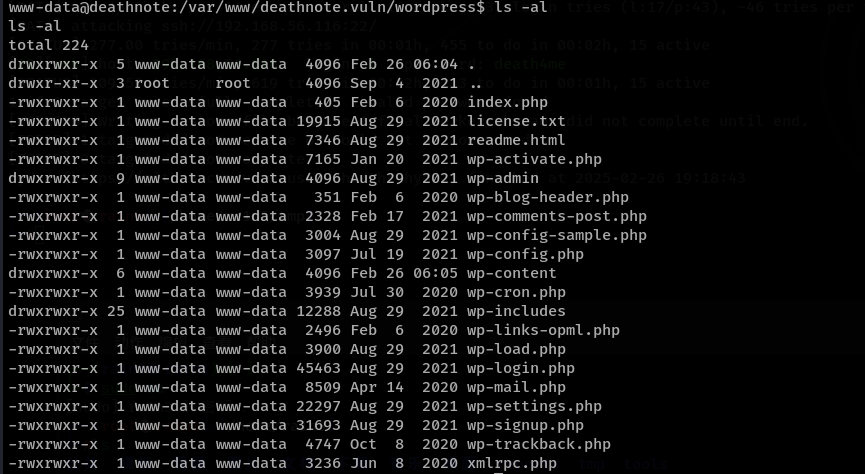 www-data@deathnote:/var/www/deathnote.vuln/wordpress$ ls -al
ls -al
total 224
drwxrwxr-x  5 www-data www-data  4096 Feb 26 06:04 .
drwxr-xr-x  3 root     root      4096 Sep  4  2021 ..
-rwxrwxr-x  1 www-data www-data   405 Feb  6  2020 index.php
-rwxrwxr-x  1 www-data www-data 19915 Aug 29  2021 license.txt
-rwxrwxr-x  1 www-data www-data  7346 Aug 29  2021 readme.html
-rwxrwxr-x  1 www-data www-data  7165 Jan 20  2021 wp-activate.php
drwxrwxr-x  9 www-data www-data  4096 Aug 29  2021 wp-admin
-rwxrwxr-x  1 www-data www-data   351 Feb  6  2020 wp-blog-header.php
-rwxrwxr-x  1 www-data www-data  2328 Feb 17  2021 wp-comments-post.php
-rwxrwxr-x  1 www-data www-data  3004 Aug 29  2021 wp-config-sample.php
-rwxrwxr-x  1 www-data www-data  3097 Jul 19  2021 wp-config.php
drwxrwxr-x  6 www-data www-data  4096 Feb 26 06:05 wp-content
-rwxrwxr-x  1 www-data www-data  3939 Jul 30  2020 wp-cron.php
drwxrwxr-x 25 www-data www-data 12288 Aug 29  2021 wp-includes
-rwxrwxr-x  1 www-data www-data  2496 Feb  6  2020 wp-links-opml.php
-rwxrwxr-x  1 www-data www-data  3900 Aug 29  2021 wp-load.php
-rwxrwxr-x  1 www-data www-data 45463 Aug 29  2021 wp-login.php
-rwxrwxr-x  1 www-data www-data  8509 Apr 14  2020 wp-mail.php
-rwxrwxr-x  1 www-data www-data 22297 Aug 29  2021 wp-settings.php
-rwxrwxr-x  1 www-data www-data 31693 Aug 29  2021 wp-signup.php
-rwxrwxr-x  1 www-data www-data  4747 Oct  8  2020 wp-trackback.php
-rwxrwxr-x  1 www-data www-data  3236 Jun  8  2020 xmlrpc.php